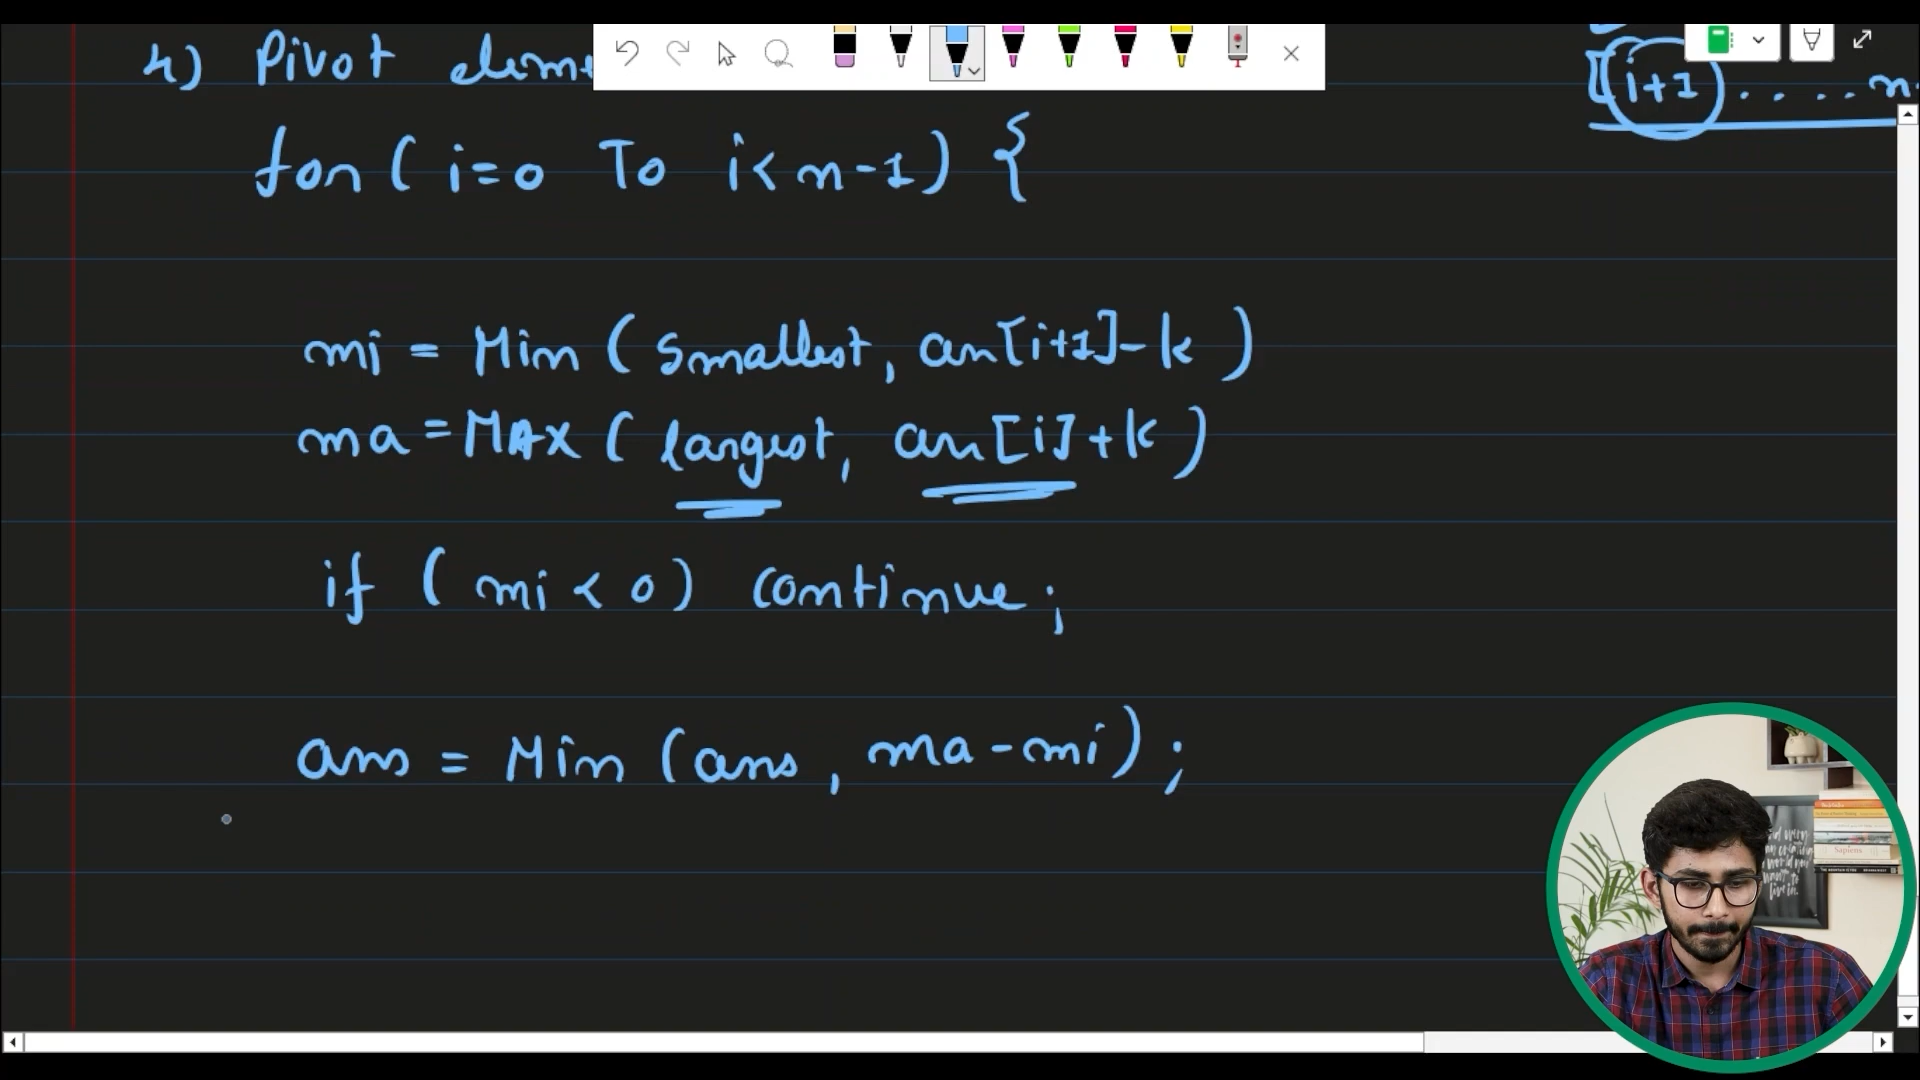 4) Pivot elem
[(i+1) . . . . . n
for ( i=0 To i< n-1) {
mi = Min ( smallest, arr[i+1]-k )
ma = MAX ( largest, arr[i]+k )
if ( mi < 0 ) continue;
ans = Min (ans , ma - mi ) ;
Sapiens